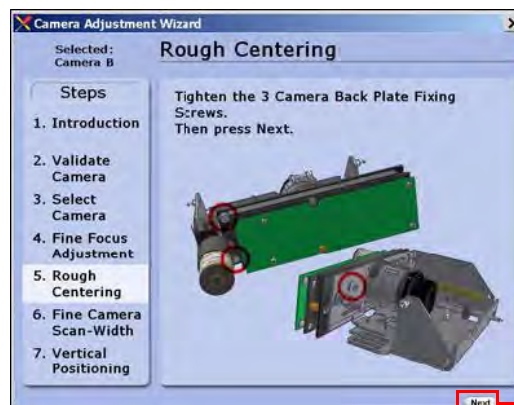 Camera Adjustment Wizard
Selected:
Camera B
Rough Centering
Steps
1. Introduction
2. Validate
Camera
3. Select
Camera
4. Fine Focus
Adjustment
5. Rough
Centering
6. Fine Camera
Scan-Width
7. Vertical
Positioning
Tighten the 3 Camera Back Plate Fixing
Screws.
Then press Next.
Next